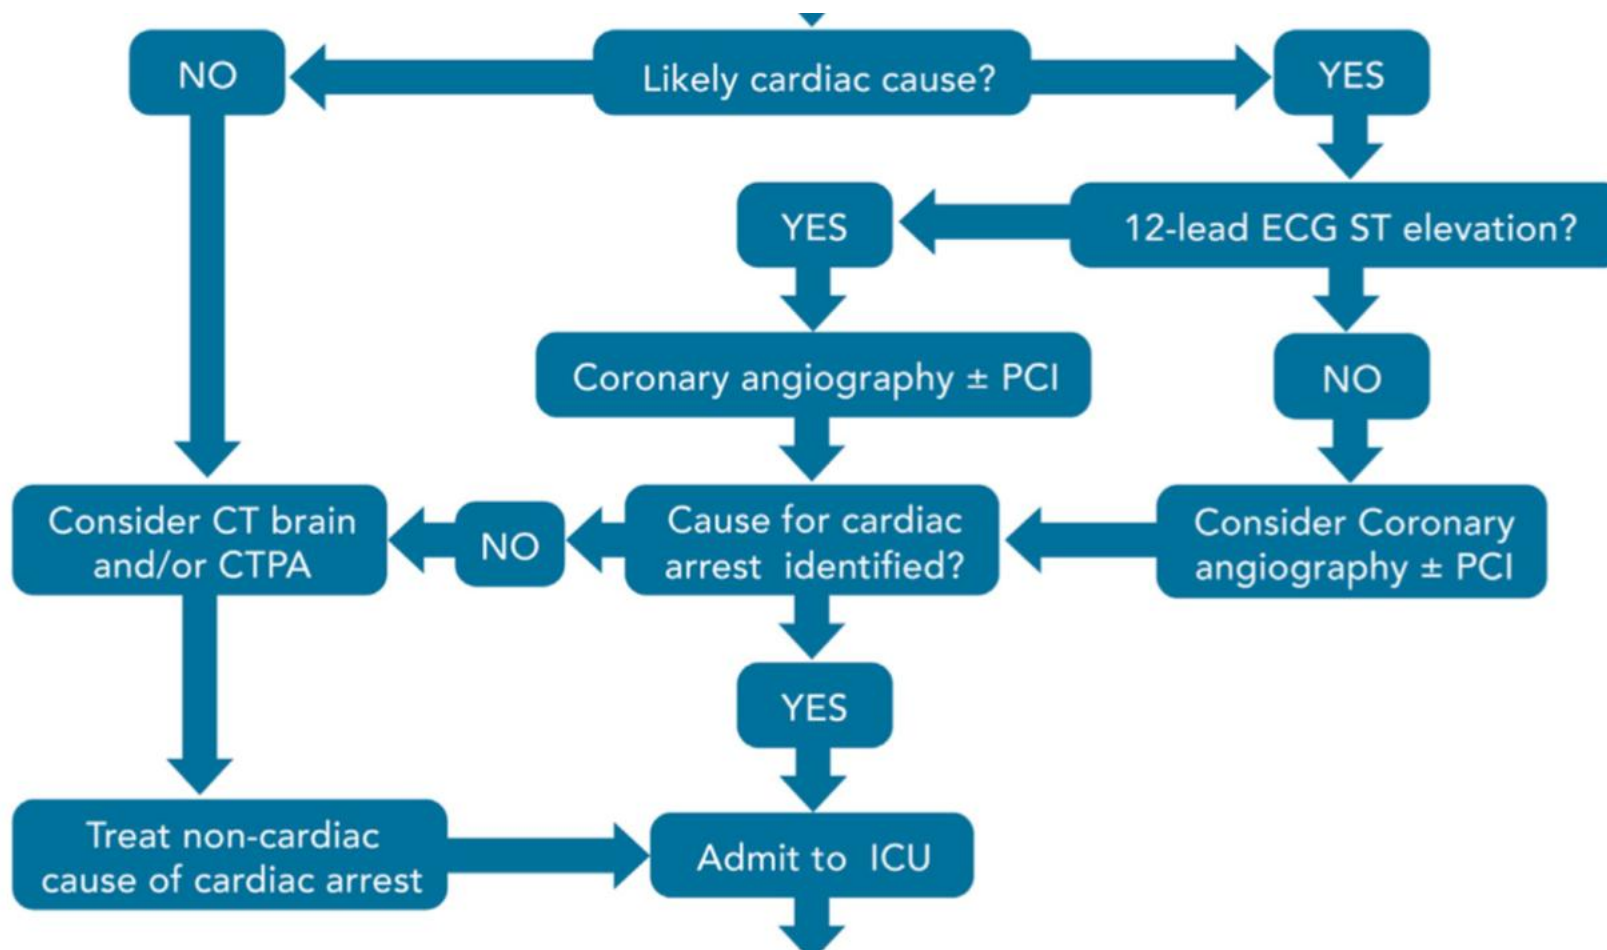 NO
Likely cardiac cause?
YES
YES
12-lead ECG ST elevation?
Coronary angiography ± PCI
NO
Consider CT brain
and/or CTPA
NO
Cause for cardiac
arrest identified?
Consider Coronary
angiography ± PCI
YES
Treat non-cardiac
cause of cardiac arrest
Admit to ICU